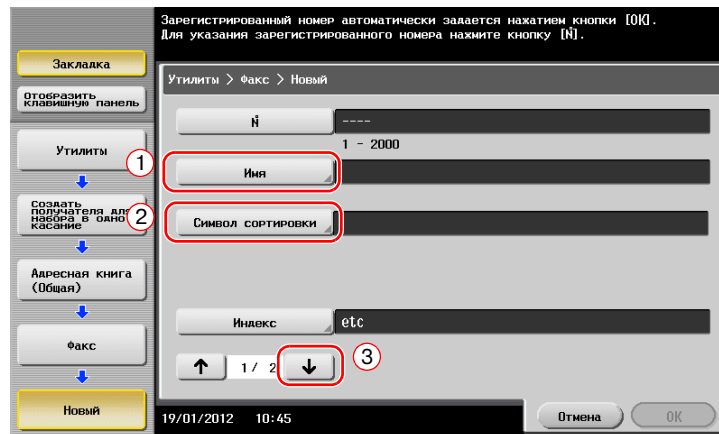 Зарегистрированный номер автоматически задается нажатием кнопки [OK].
Для указания зарегистрированного номера нажмите кнопку [№].
Закладка
Отобразить
клавишную панель
Утилиты > Факс > Новый
№
----
1 - 2000
Утилиты
1
Имя
Создать
получателя для
набора в одно
касание
2
Символ сортировки
Адресная книга
(Общая)
Индекс
etc
Факс
↑ 1/ 2 ↓
3
Новый
19/01/2012 10:45
Отмена
OK